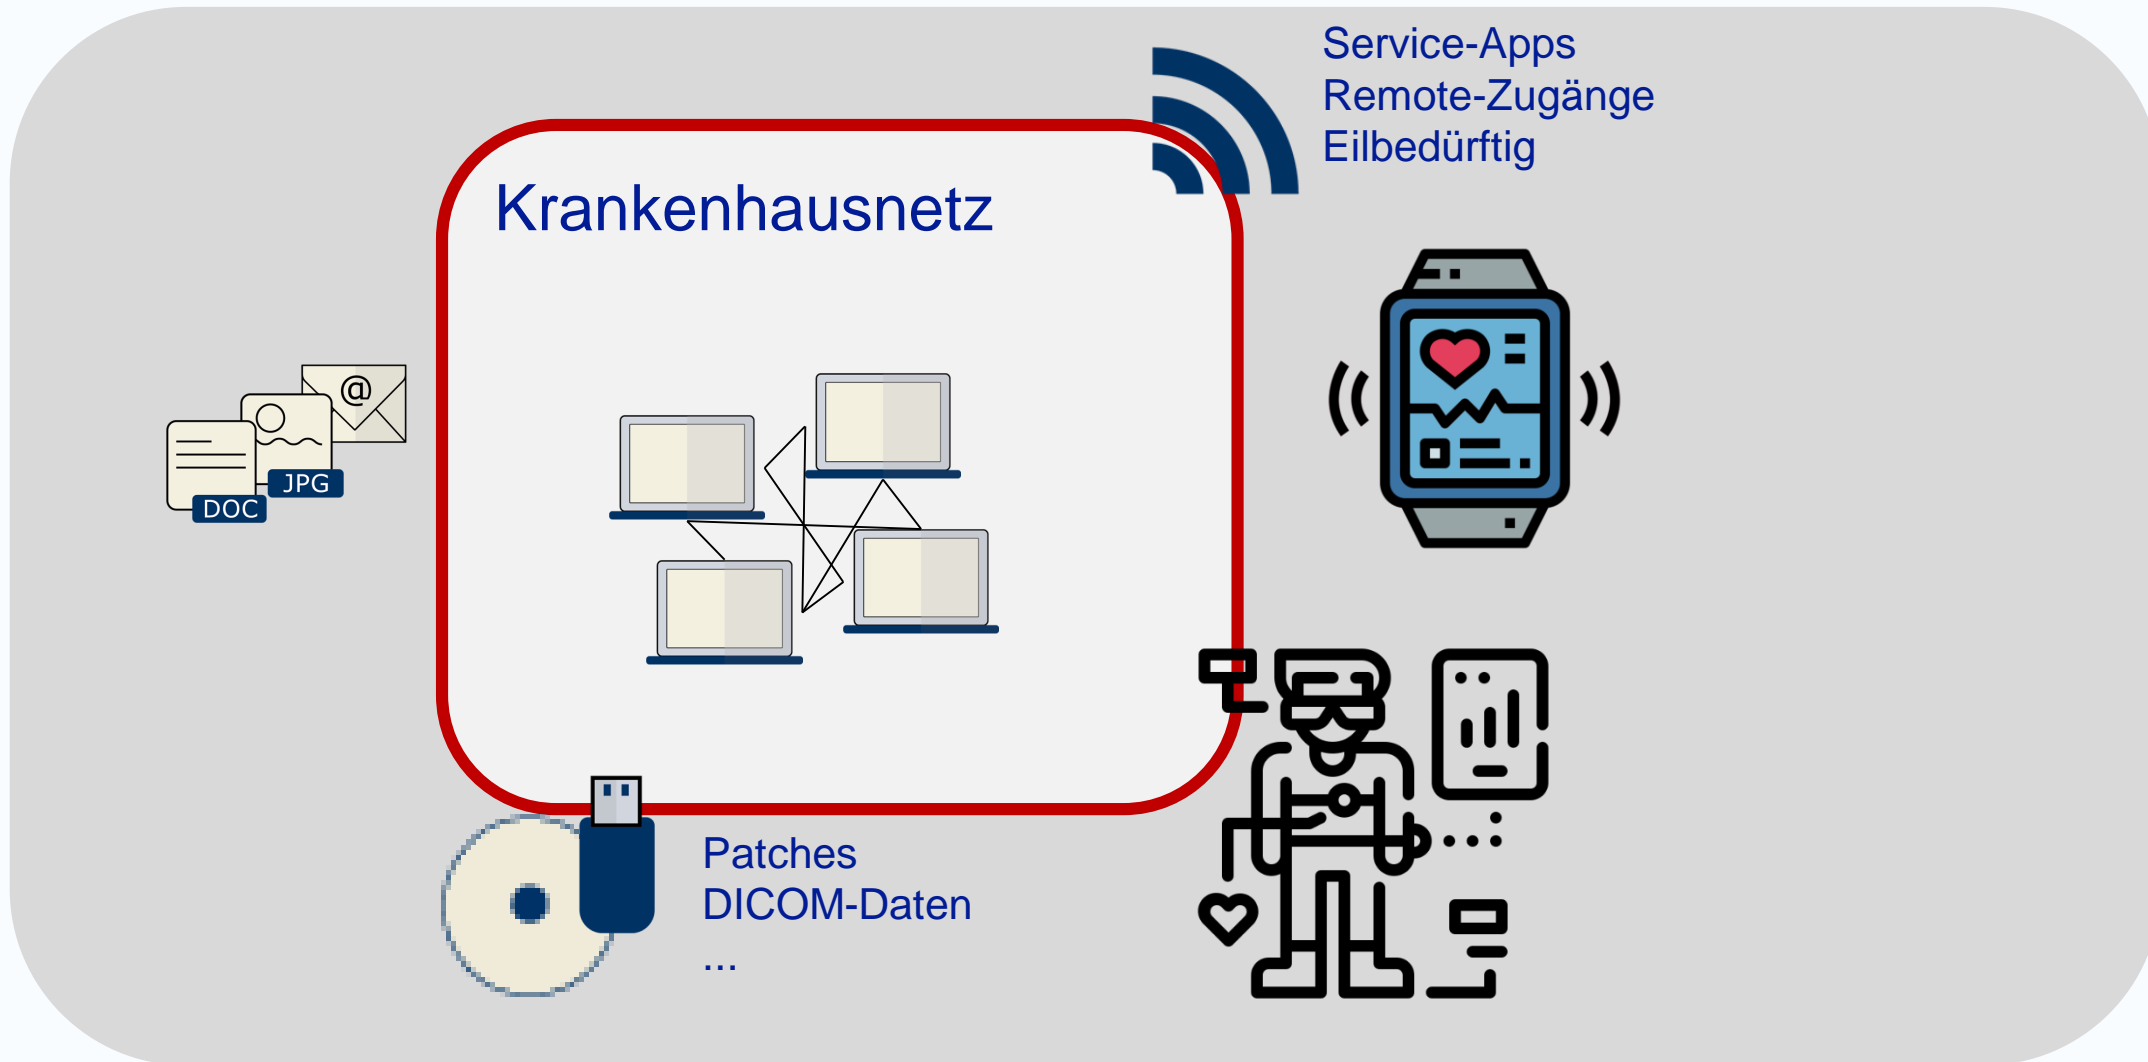 Service-Apps
Remote-Zugänge
Eilbedürftig
Krankenhausnetz
@
JPG
DOC
Patches
DICOM-Daten
...